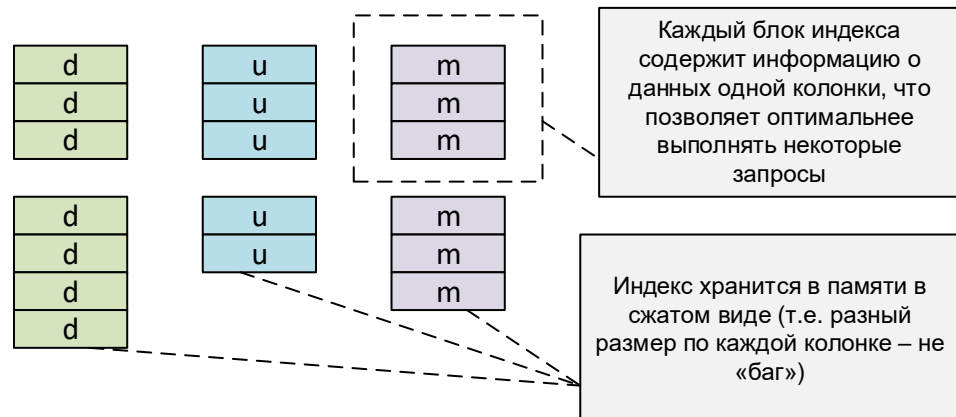 d u m
d u m
d u m
Каждый блок индекса
содержит информацию о
данных одной колонки, что
позволяет оптимальнее
выполнять некоторые
запросы
d u m
d u m
d m
d
Индекс хранится в памяти в
сжатом виде (т.е. разный
размер по каждой колонке – не
«баг»)